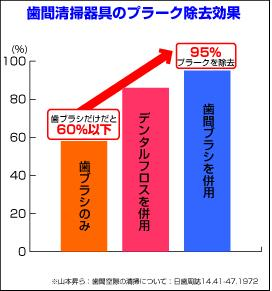 歯間清掃器具のプラーク除去効果
(%)
100
80
60
40
20
0
歯ブラシだけだと
60%以下
95%
プラークを除去
歯ブラシのみ
デンタルフロスを併用
歯間ブラシを併用
※山本昇ら：歯間空隙の清掃について：日歯周誌14.41-47.1972